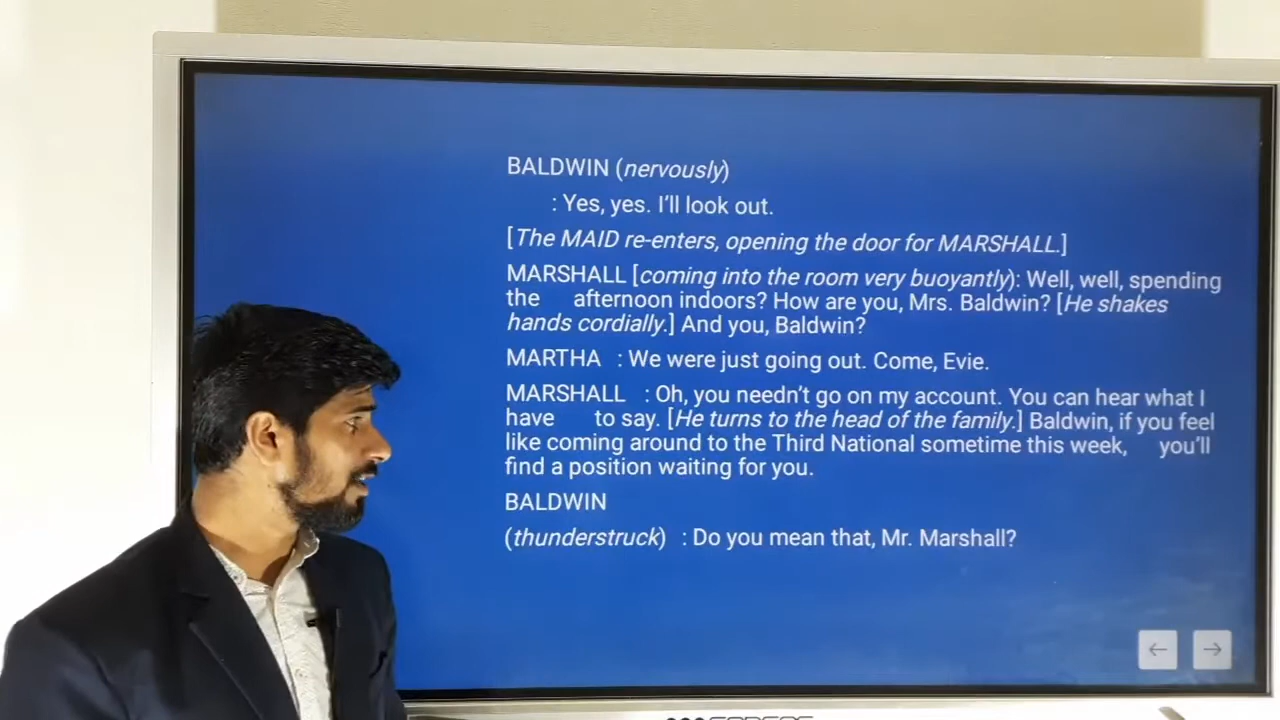 BALDWIN (nervously)
: Yes, yes. I'll look out.
[The MAID re-enters, opening the door for MARSHALL.]
MARSHALL [coming into the room very buoyantly): Well, well, spending
the afternoon indoors? How are you, Mrs. Baldwin? [He shakes
hands cordially.] And you, Baldwin?
MARTHA : We were just going out. Come, Evie.
MARSHALL : Oh, you needn't go on my account. You can hear what I
have to say. [He turns to the head of the family.] Baldwin, if you feel
like coming around to the Third National sometime this week, you'll
find a position waiting for you.
BALDWIN
(thunderstruck) : Do you mean that, Mr. Marshall?